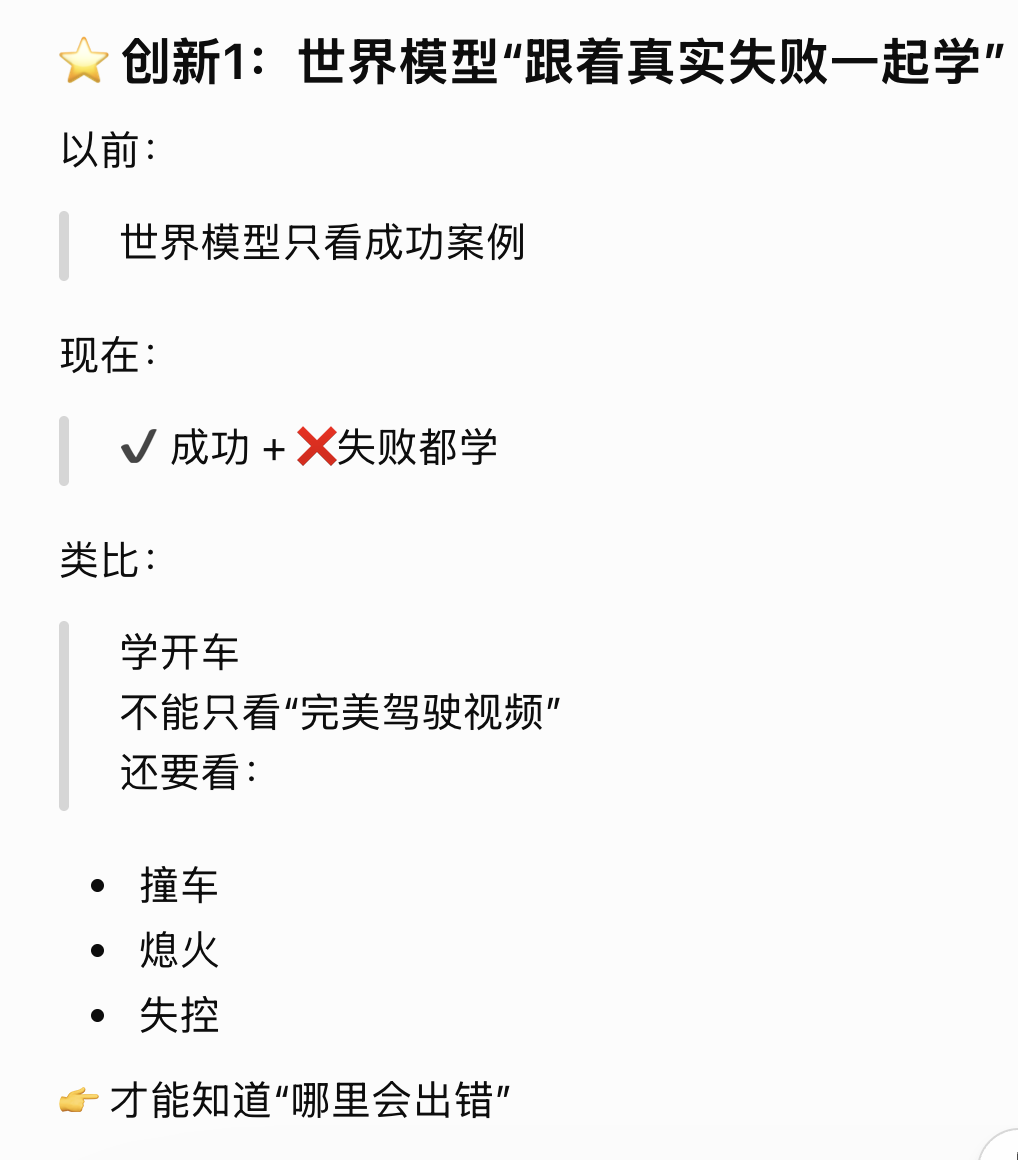 ⭐ 创新1：世界模型“跟着真实失败一起学”
以前：
世界模型只看成功案例
现在：
✔ 成功 + ❌失败都学
类比：
学开车
不能只看“完美驾驶视频”
还要看：
• 撞车
• 熄火
• 失控
👉 才能知道“哪里会出错”